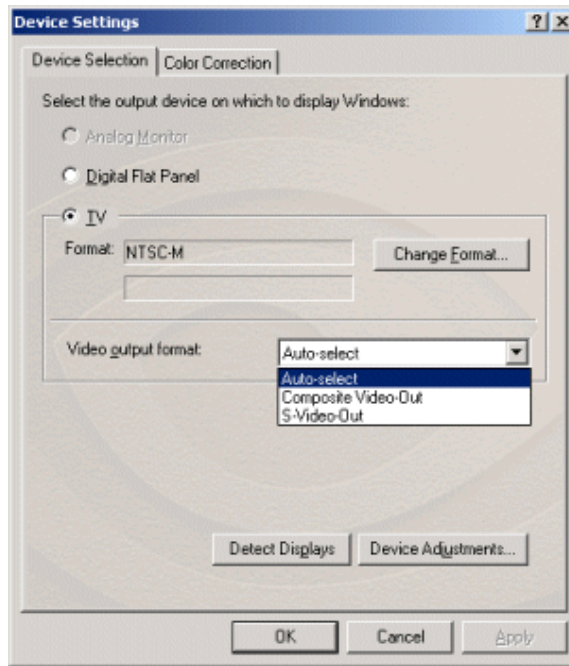 Device Settings
Device Selection
Color Correction
Select the output device on which to display Windows:
Analog Monitor
Digital Flat Panel
TV
Format:
NTSC-M
Change Format...
Video output format:
Auto-select
Auto-select
Composite Video-Out
S-Video-Out
Detect Displays
Device Adjustments...
OK
Cancel
Apply